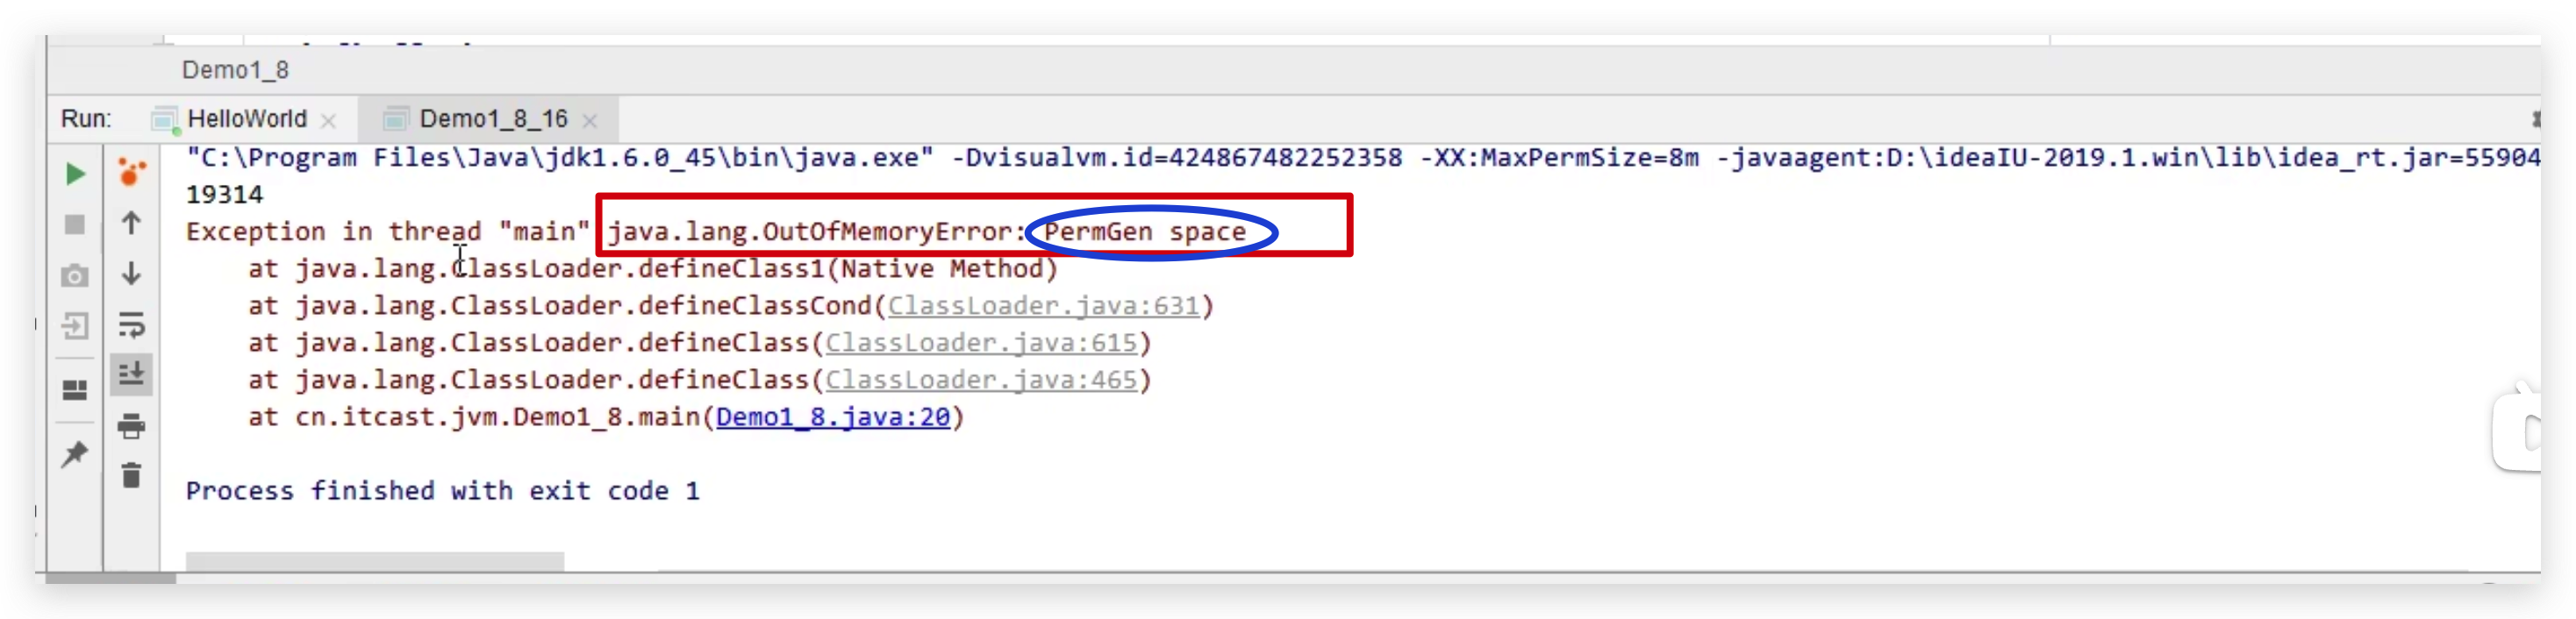 Demo1_8
Run: HelloWorld Demo1_8_16
"C:\Program Files\Java\jdk1.6.0_45\bin\java.exe" -Dvisualvm.id=424867482252358 -XX:MaxPermSize=8m -javaagent:D:\ideaIU-2019.1.win\lib\idea_rt.jar=55904
19314
Exception in thread "main" java.lang.OutOfMemoryError: PermGen space
at java.lang.ClassLoader.defineClass1(Native Method)
at java.lang.ClassLoader.defineClassCond(ClassLoader.java:631)
at java.lang.ClassLoader.defineClass(ClassLoader.java:615)
at java.lang.ClassLoader.defineClass(ClassLoader.java:465)
at cn.itcast.jvm.Demo1_8.main(Demo1_8.java:20)
Process finished with exit code 1